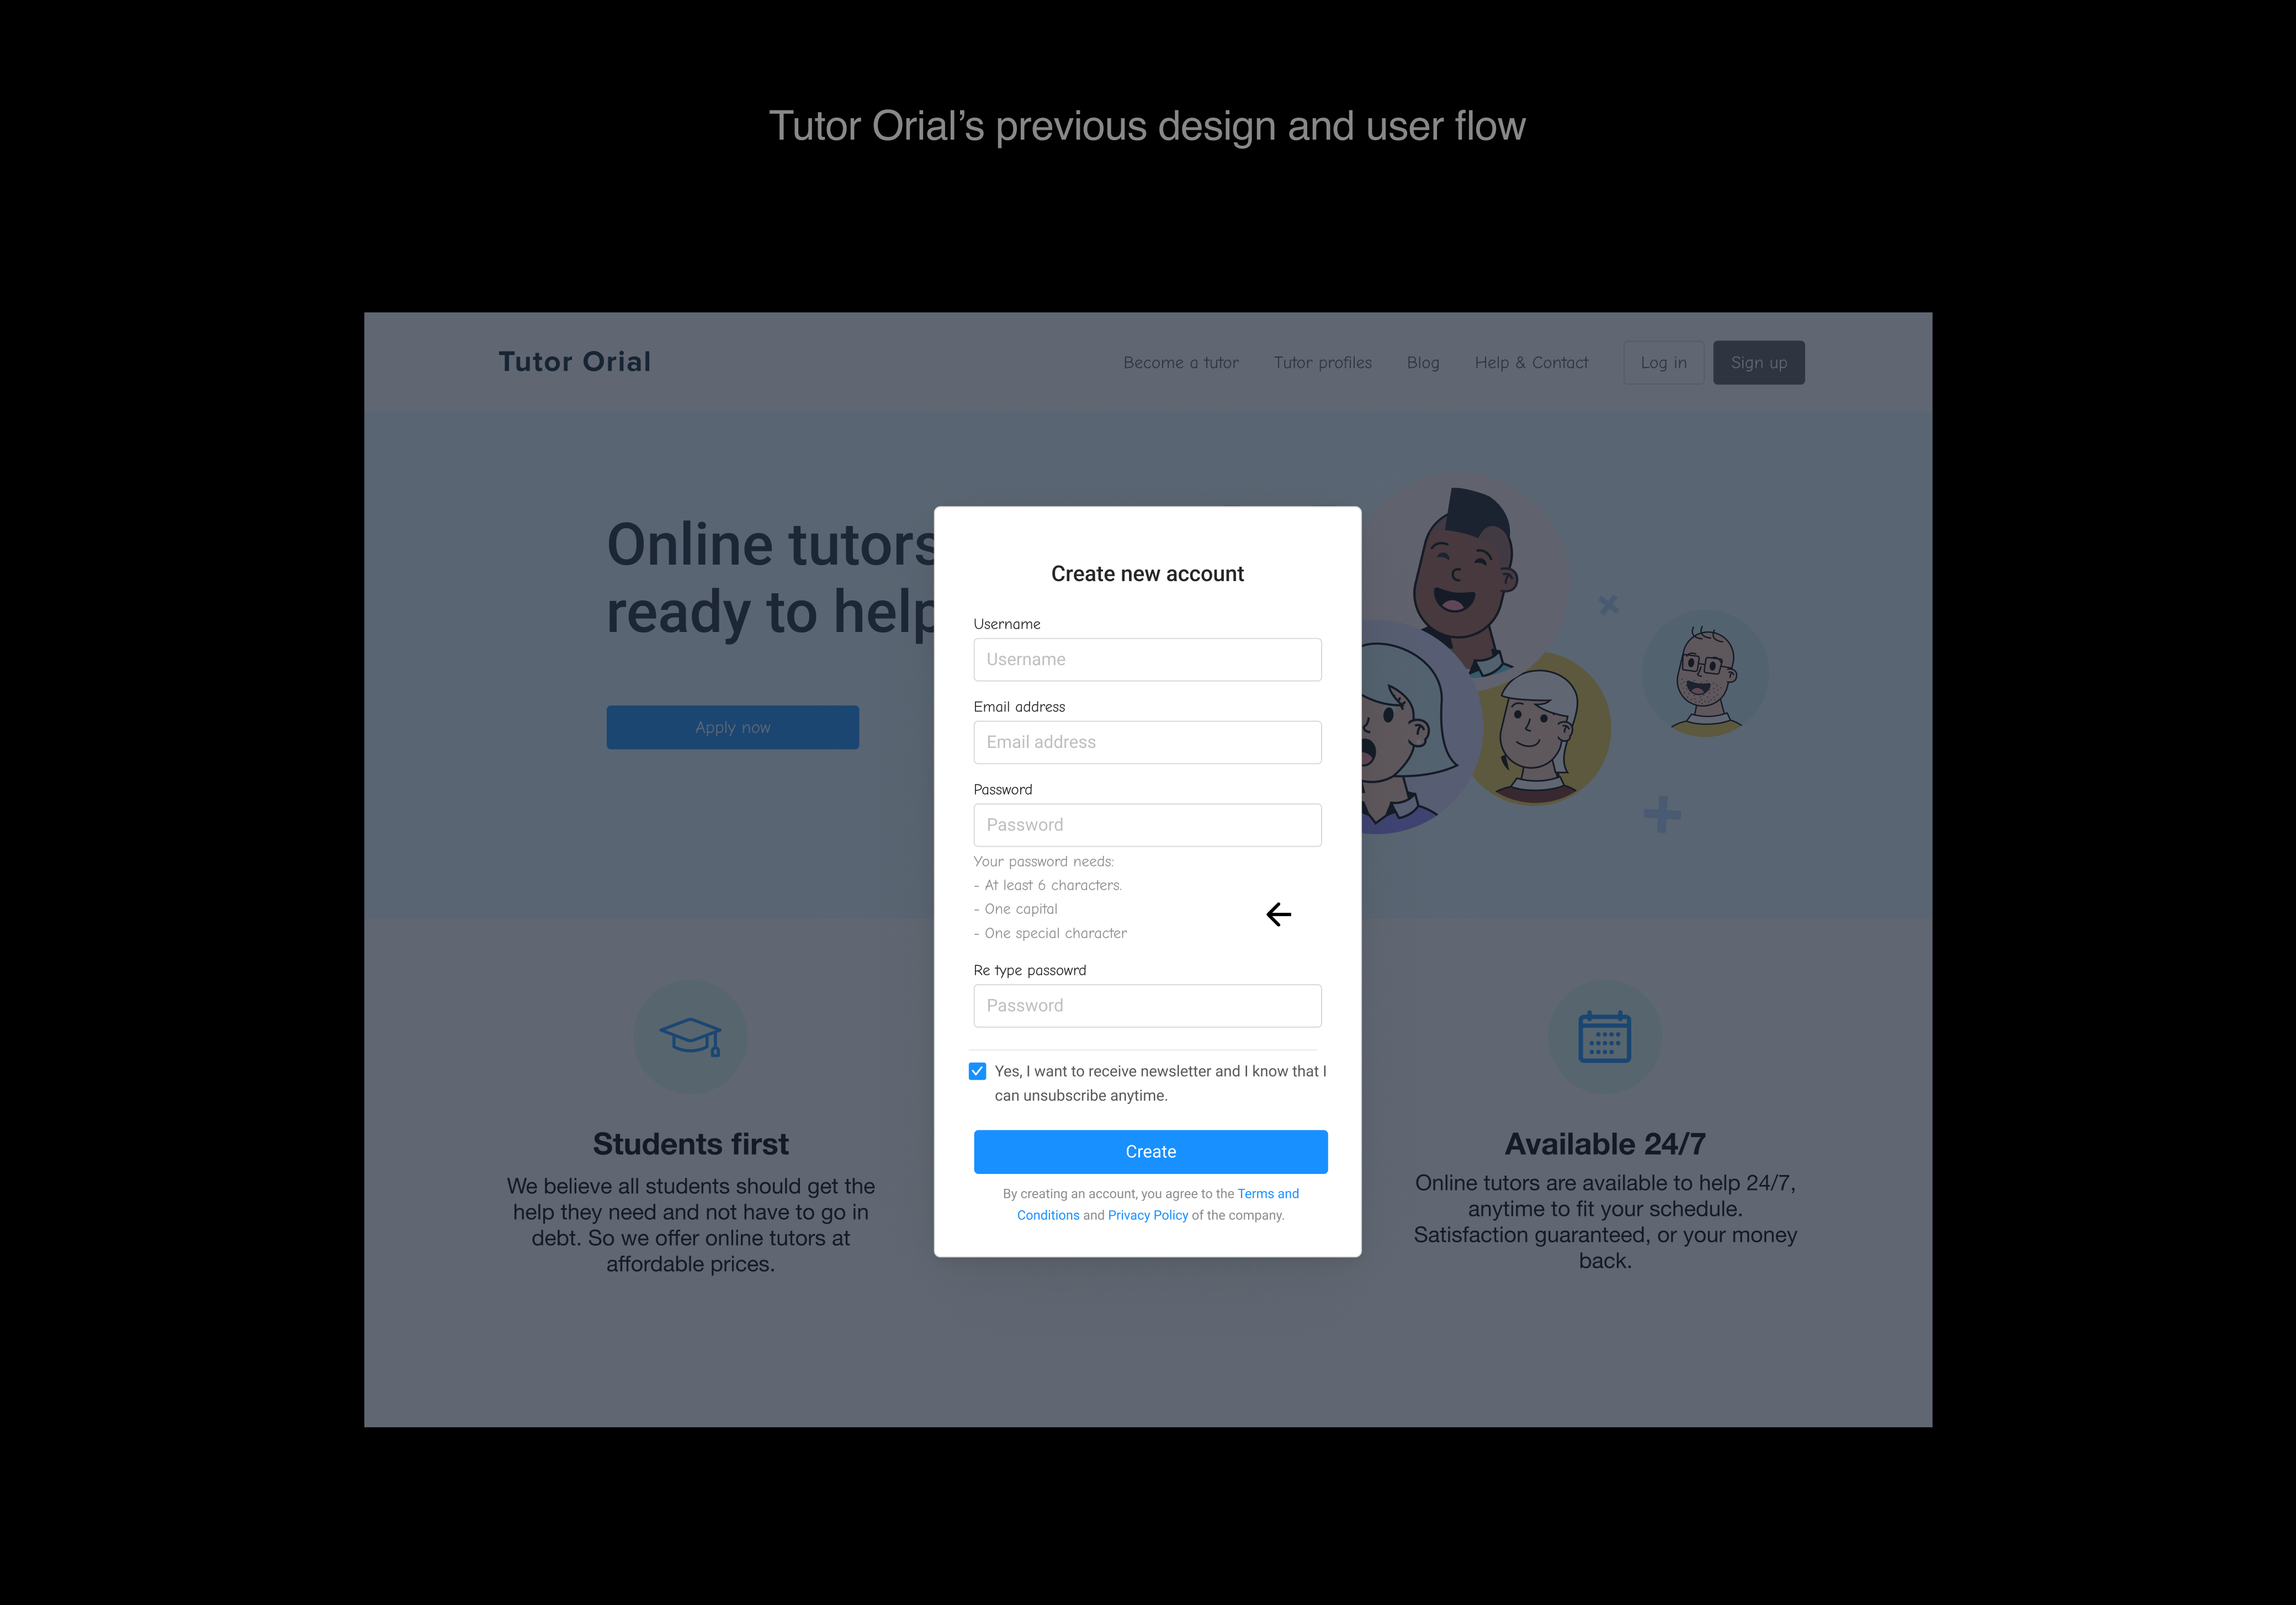 Tutor Orial’s previous design and user flow
Tutor Orial
Become a tutor
Tutor profiles
Blog
Help & Contact
Log in
Sign up
Online tutors
ready to help
Apply now
Create new account
Username
Username
Email address
Email address
Password
Password
Your password needs:
- At least 6 characters.
- One capital
- One special character
Re type passowrd
Password
Yes, I want to receive newsletter and I know that I
can unsubscribe anytime.
Create
By creating an account, you agree to the Terms and
Conditions and Privacy Policy of the company.
Students first
We believe all students should get the
help they need and not have to go in
debt. So we offer online tutors at
affordable prices.
Available 24/7
Online tutors are available to help 24/7,
anytime to fit your schedule.
Satisfaction guaranteed, or your money
back.